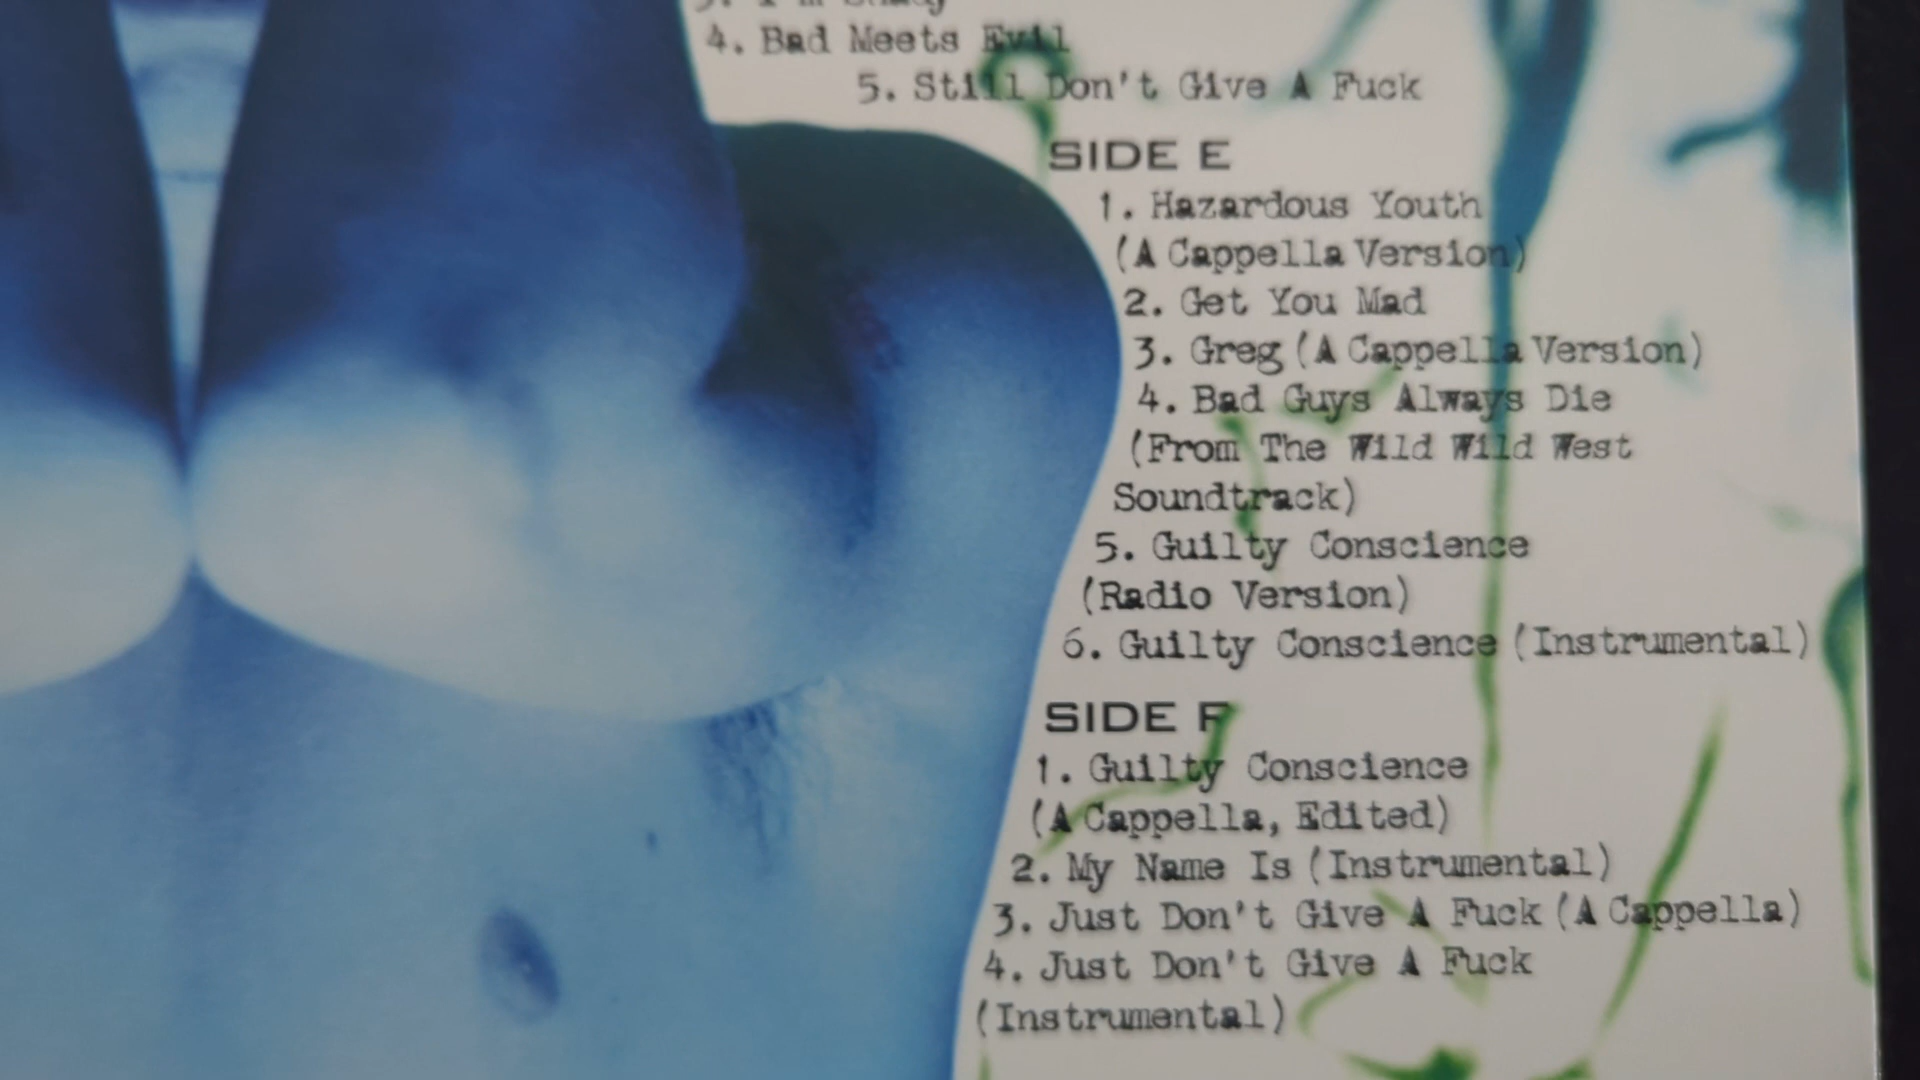 3. I'm Shady
4. Bad Meets Evil
5. Still Don't Give A Fuck
SIDE E
1. Hazardous Youth
(A Cappella Version)
2. Get You Mad
3. Greg (A Cappella Version)
4. Bad Guys Always Die
(From The Wild Wild West
Soundtrack)
5. Guilty Conscience
(Radio Version)
6. Guilty Conscience (Instrumental)
SIDE F
1. Guilty Conscience
(A Cappella, Edited)
2. My Name Is (Instrumental)
3. Just Don't Give A Fuck (A Cappella)
4. Just Don't Give A Fuck
(Instrumental)